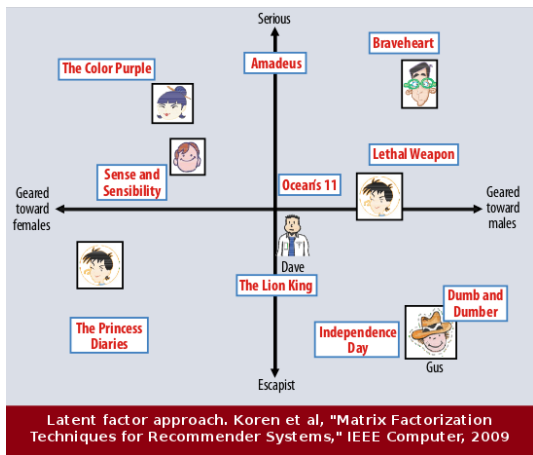 Serious
Braveheart
Amadeus
The Color Purple
Lethal Weapon
Sense and
Sensibility
Ocean's 11
Geared
toward
females
Geared
toward
males
Dave
The Lion King
Dumb and
Dumber
The Princess
Diaries
Independence
Day
Gus
Escapist
Latent factor approach. Koren et al, "Matrix Factorization
Techniques for Recommender Systems," IEEE Computer, 2009